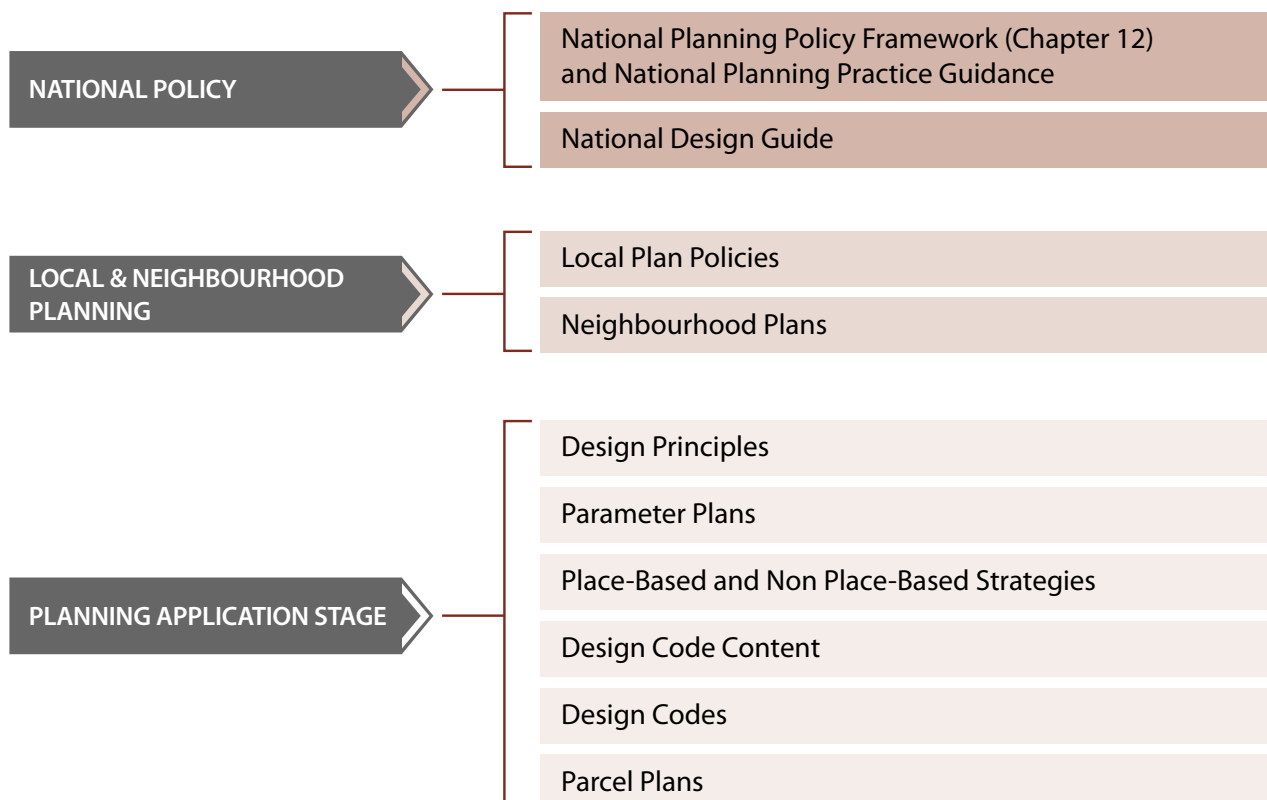 NATIONAL POLICY
National Planning Policy Framework (Chapter 12)
and National Planning Practice Guidance
National Design Guide
LOCAL & NEIGHBOURHOOD
PLANNING
Local Plan Policies
Neighbourhood Plans
PLANNING APPLICATION STAGE
Design Principles
Parameter Plans
Place-Based and Non Place-Based Strategies
Design Code Content
Design Codes
Parcel Plans